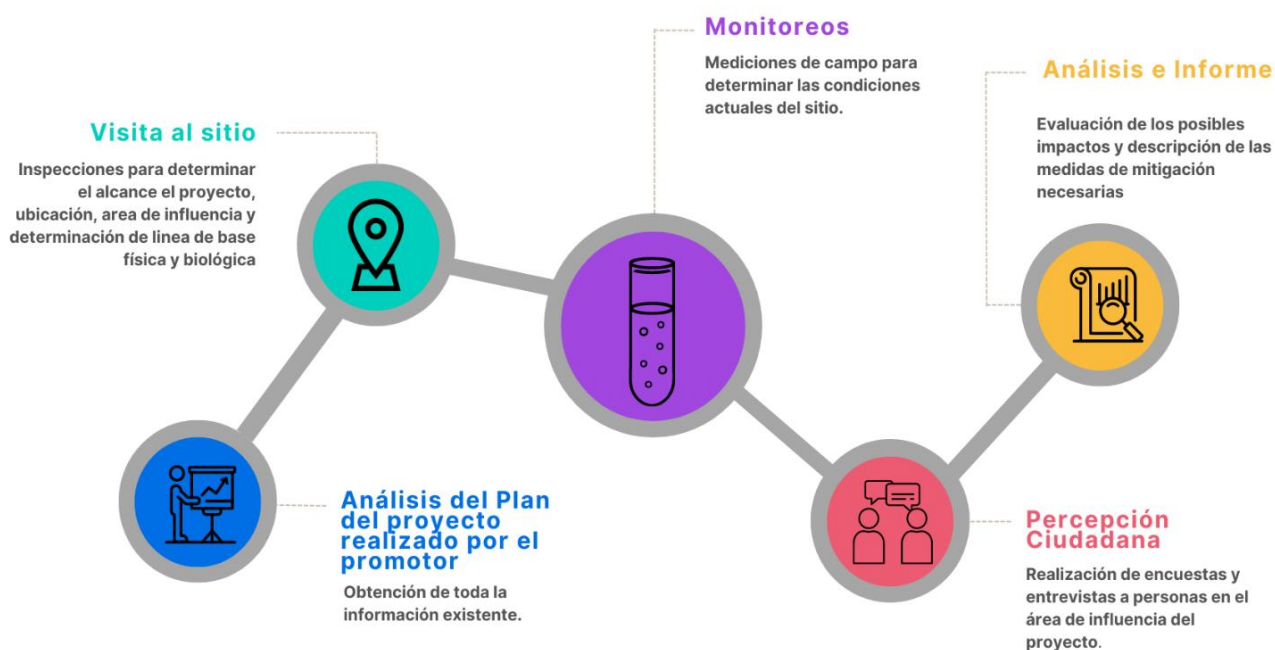 Monitoreos
Mediciones de campo para
determinar las condiciones
actuales del sitio.
Análisis e Informe
Evaluación de los posibles
impactos y descripción de las
medidas de mitigación
necesarias
Visita al sitio
Inspecciones para determinar
el alcance el proyecto,
ubicación, area de influencia y
determinación de linea de base
física y biológica
Análisis del Plan
del proyecto
realizado por el
promotor
Obtención de toda la
información existente.
Percepción
Ciudadana
Realización de encuestas y
entrevistas a personas en el
área de influencia del
proyecto.